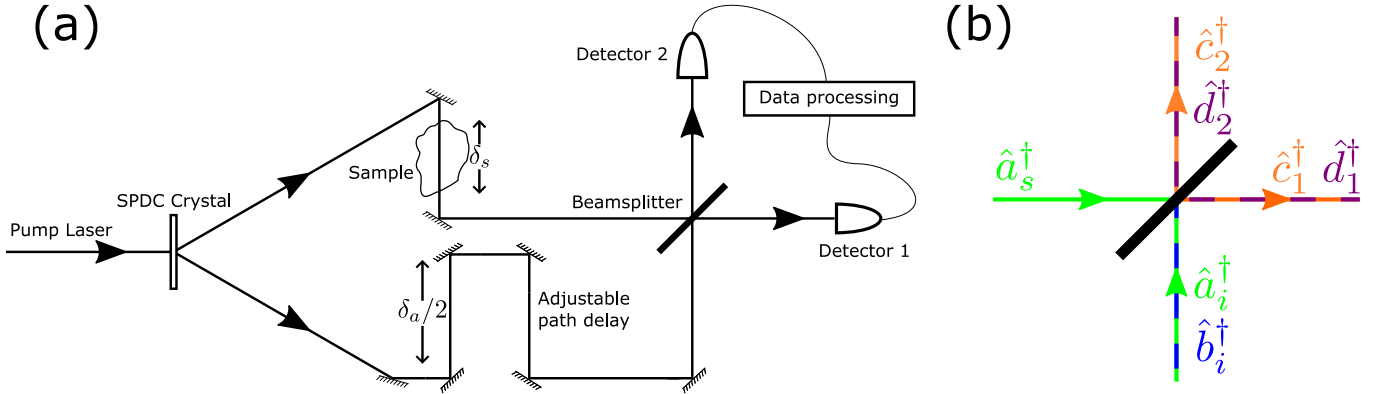 (a)
Detector 2
Data processing
Sample
δ_s
SPDC Crystal
Beamsplitter
Pump Laser
Detector 1
δ_a/2
Adjustable
path delay
(b)
ĉ₂†
d̂₂†
â_s†
ĉ₁† d̂₁†
â_i†
b̂_i†